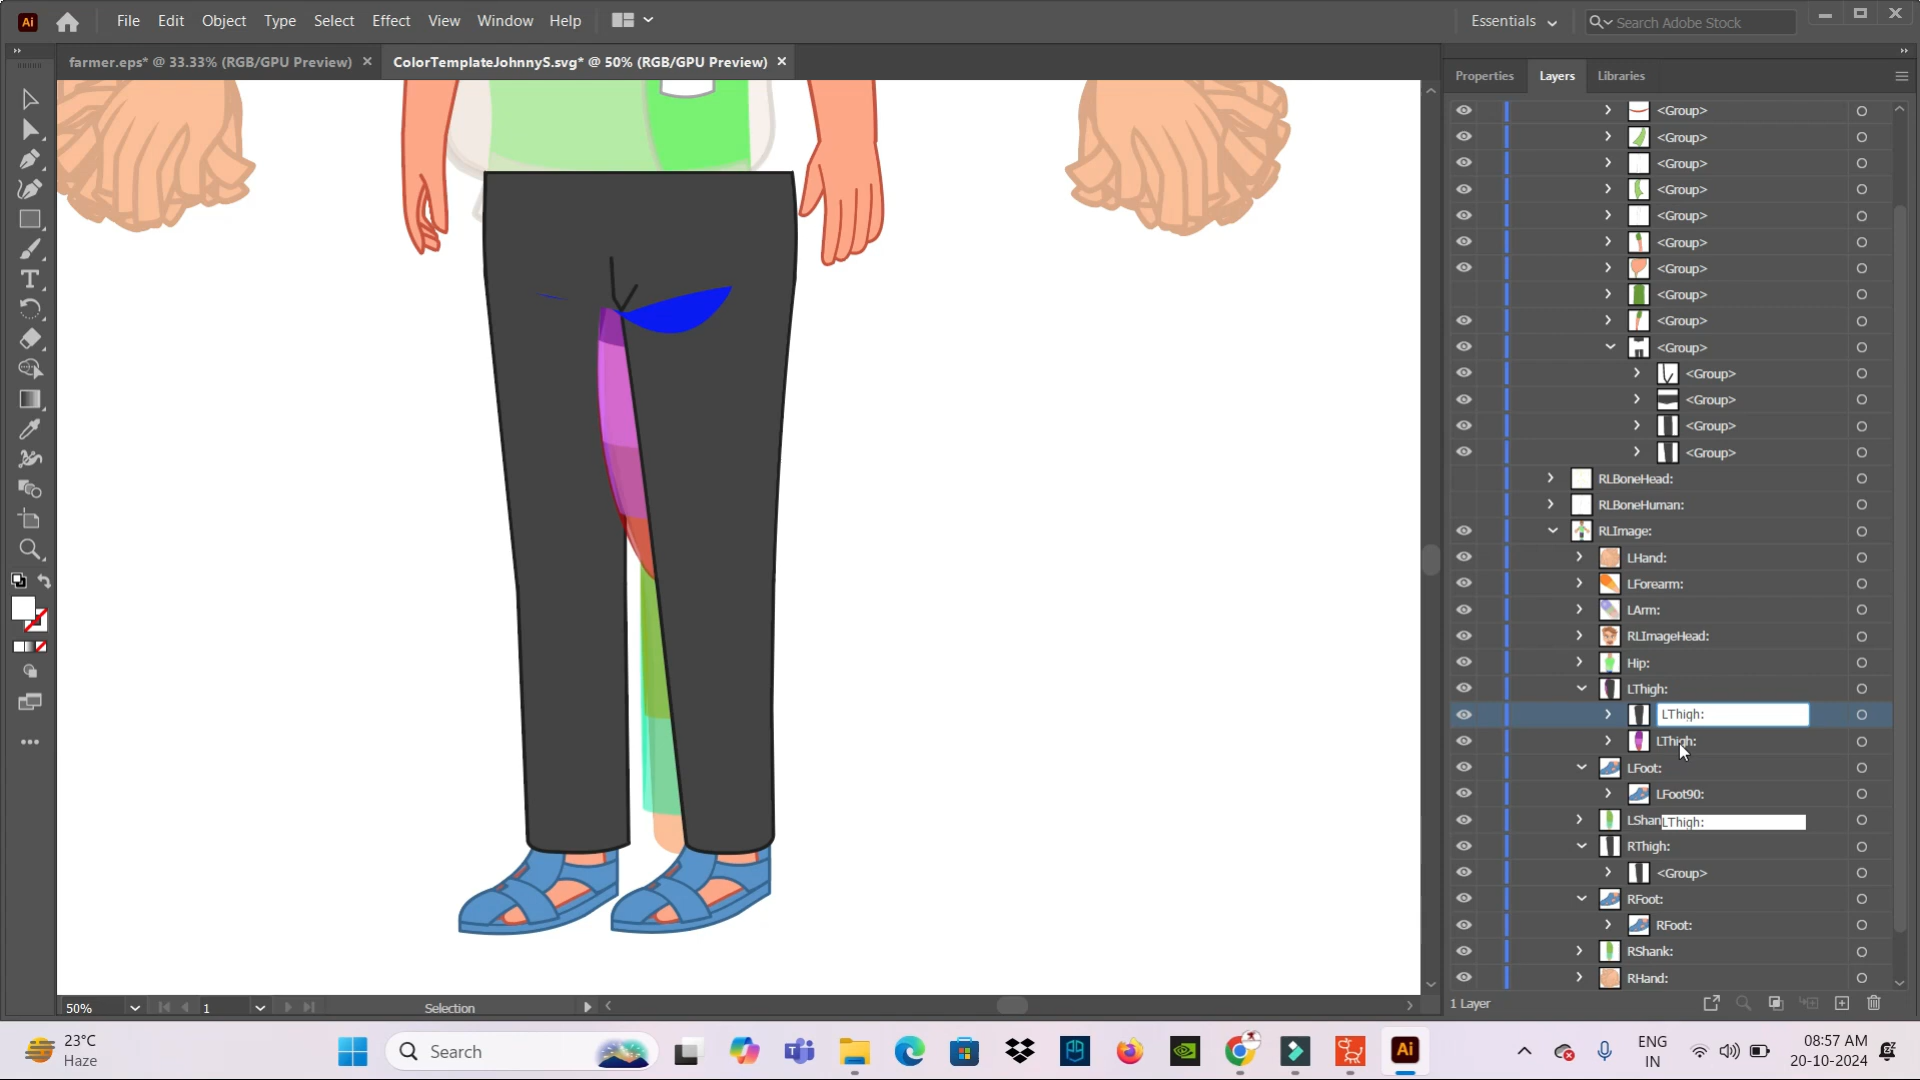 Ai File Edit Object Type Select Effect View Window Help Essentials Search Adobe Stock
farmer.eps* @ 33.33% (RGB/GPU Preview) ColorTemplateJohnnyS.svg* @ 50% (RGB/GPU Preview)
Properties Layers Libraries
<Group>
<Group>
<Group>
<Group>
<Group>
<Group>
<Group>
<Group>
<Group>
<Group>
<Group>
<Group>
<Group>
<Group>
RLBoneHead:
RLBoneHuman:
RLImage:
LHand:
LForearm:
LArm:
RLImageHead:
Hip:
LThigh:
LThigh:
LThigh:
LFoot:
LFoot90:
LShan
LThigh:
RThigh:
<Group>
RFoot:
RFoot:
RShank:
RHand:
50% 1 Selection 1 Layer
23°C
Haze
Search
Ai
ENG
IN
08:57 AM
20-10-2024